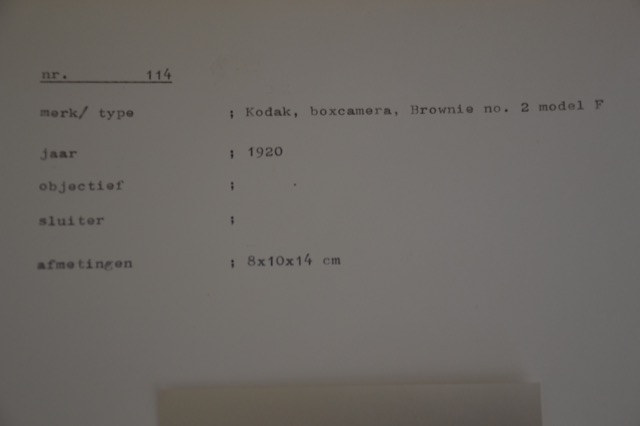 nr. 114
merk/ type ; Kodak, boxcamera, Brownie no. 2 model F
jaar ; 1920
objectief ;
sluiter ;
afmetingen ; 8x10x14 cm